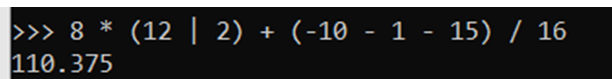 >>> 8 * (12 | 2) + (-10 - 1 - 15) / 16
110.375